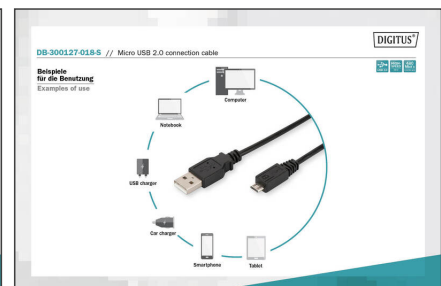 DIGITUS®
DB-300127-018-S // Micro USB 2.0 connection cable
Beispiele
für die Benutzung
Examples of use
Computer
Notebook
USB charger
Car charger
Smartphone
Tablet